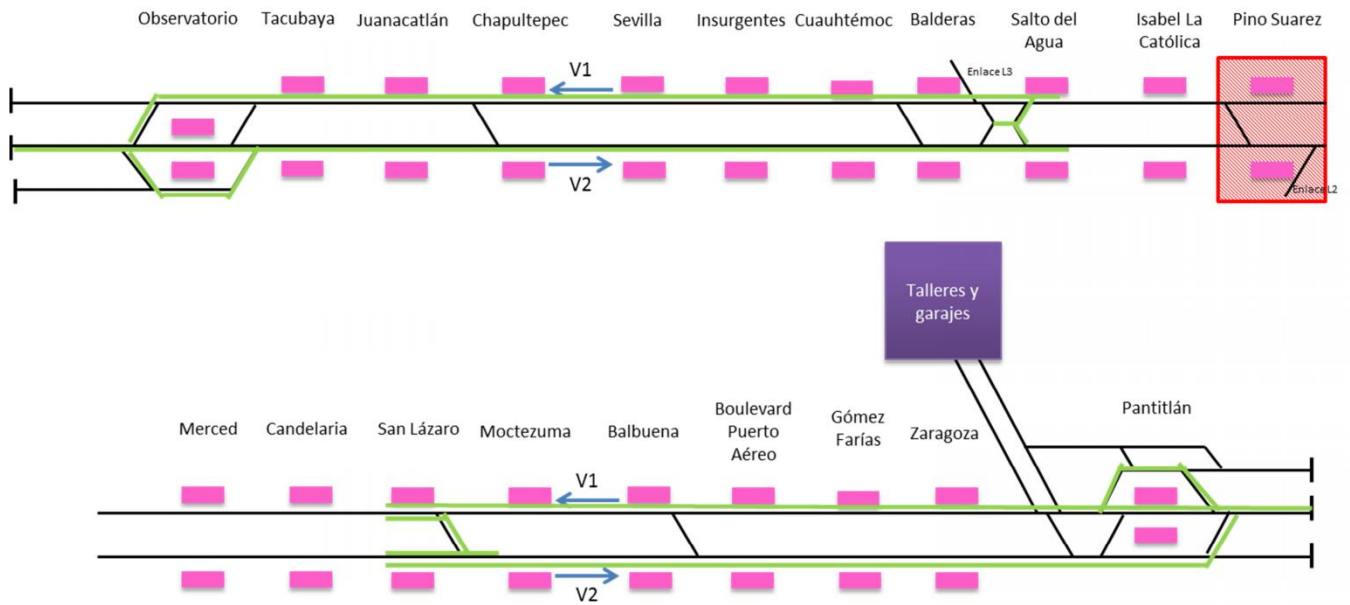 Observatorio
Tacubaya
Juanacatlán
Chapultepec
Sevilla
Insurgentes
Cuauhtémoc
Balderas
Salto del
Agua
Isabel La
Católica
Pino Suarez
V1
Enlace L3
V2
Enlace L2
Talleres y
garajes
Merced
Candelaria
San Lázaro
Moctezuma
Balbuena
Boulevard
Puerto
Aéreo
Gómez
Farías
Zaragoza
Pantitlán
V1
V2